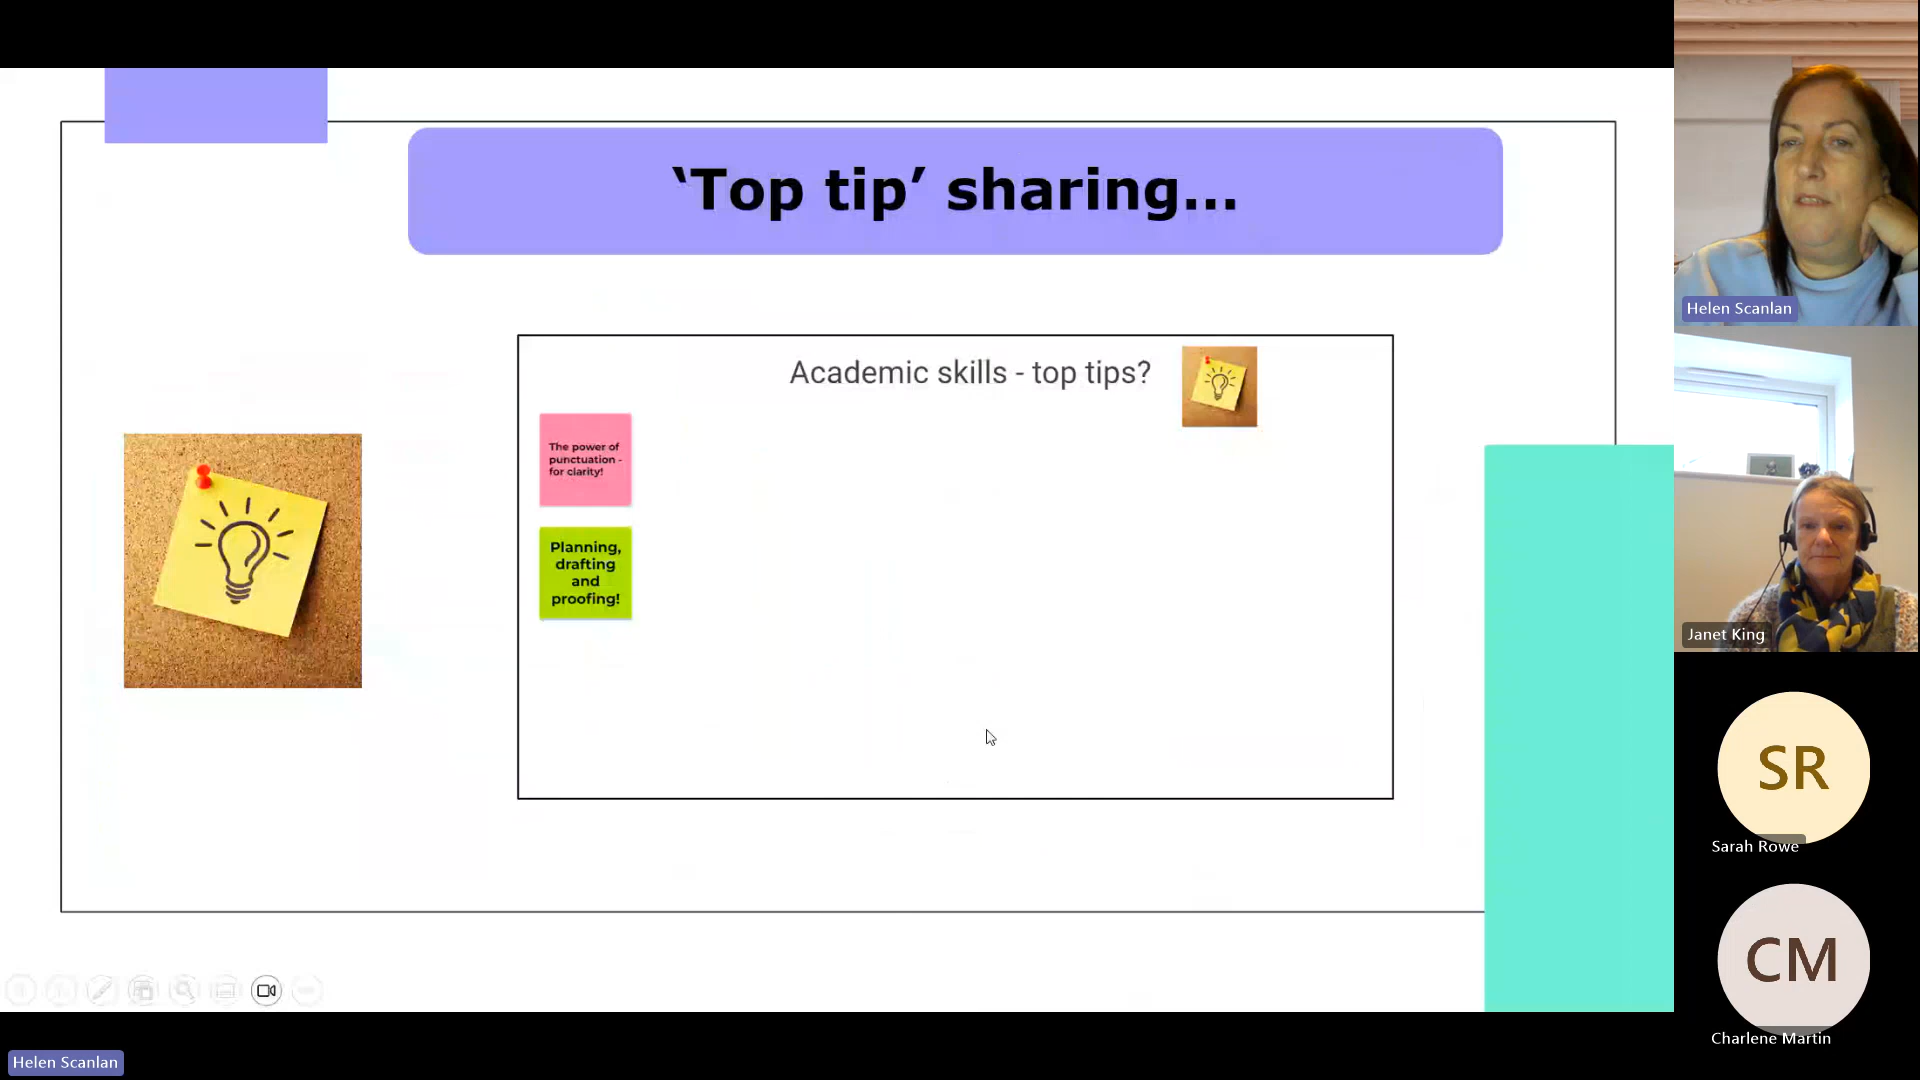 ‘Top tip’ sharing...
Academic skills - top tips?
The power of
punctuation -
for clarity!
Planning,
drafting
and
proofing!
Helen Scanlan
Janet King
SR
Sarah Rowe
CM
Charlene Martin
Helen Scanlan